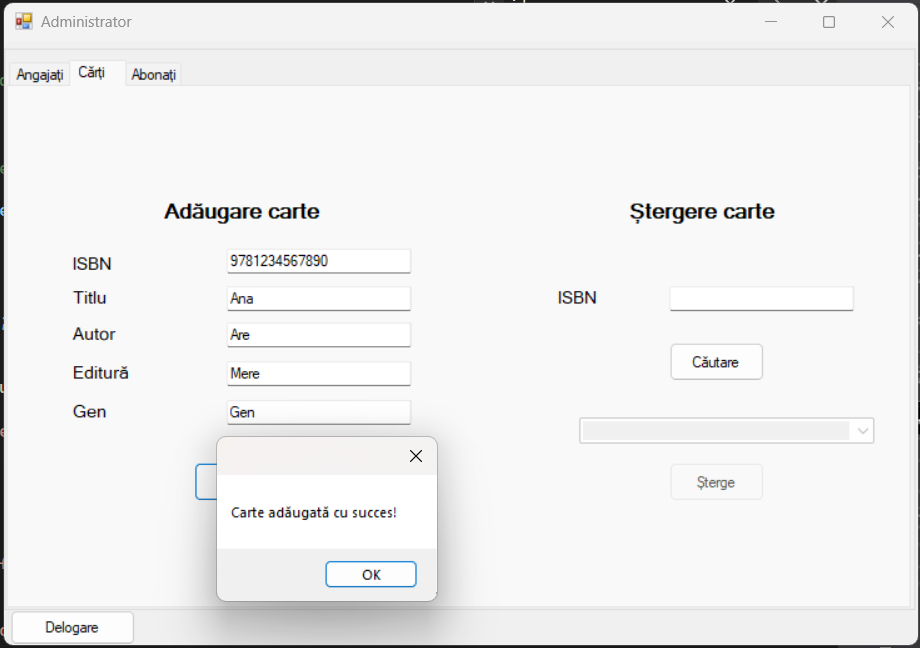 Administrator
Angajați Cărți Abonați
Adăugare carte
Ștergere carte
ISBN 9781234567890
Titlu Ana
ISBN
Autor Are
Editură Mere
Căutare
Gen Gen
Șterge
Carte adăugată cu succes!
OK
Delogare